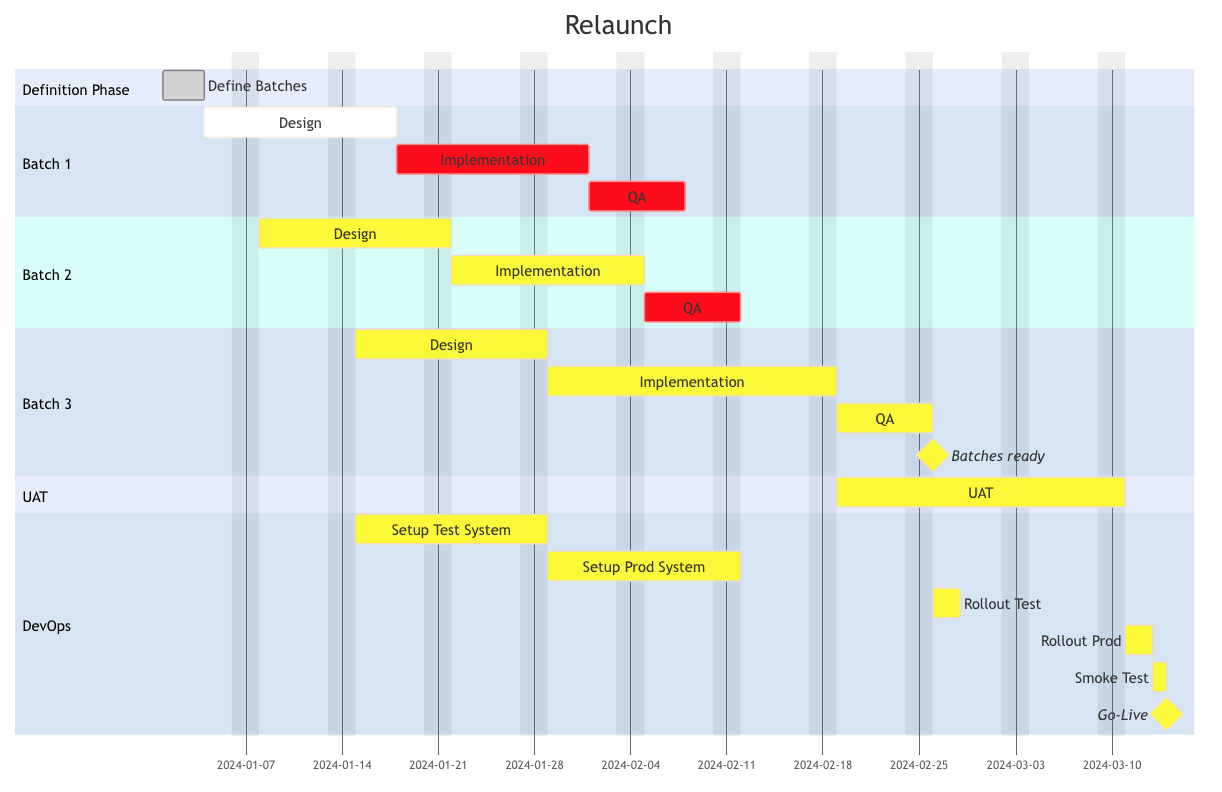 Relaunch
Definition Phase
Define Batches
Batch 1
Design
Implementation
QA
Batch 2
Design
Implementation
QA
Batch 3
Design
Implementation
QA
Batches ready
UAT
UAT
DevOps
Setup Test System
Setup Prod System
Rollout Test
Rollout Prod
Smoke Test
Go-Live
2024-01-07
2024-01-14
2024-01-21
2024-01-28
2024-02-04
2024-02-11
2024-02-18
2024-02-25
2024-03-03
2024-03-10